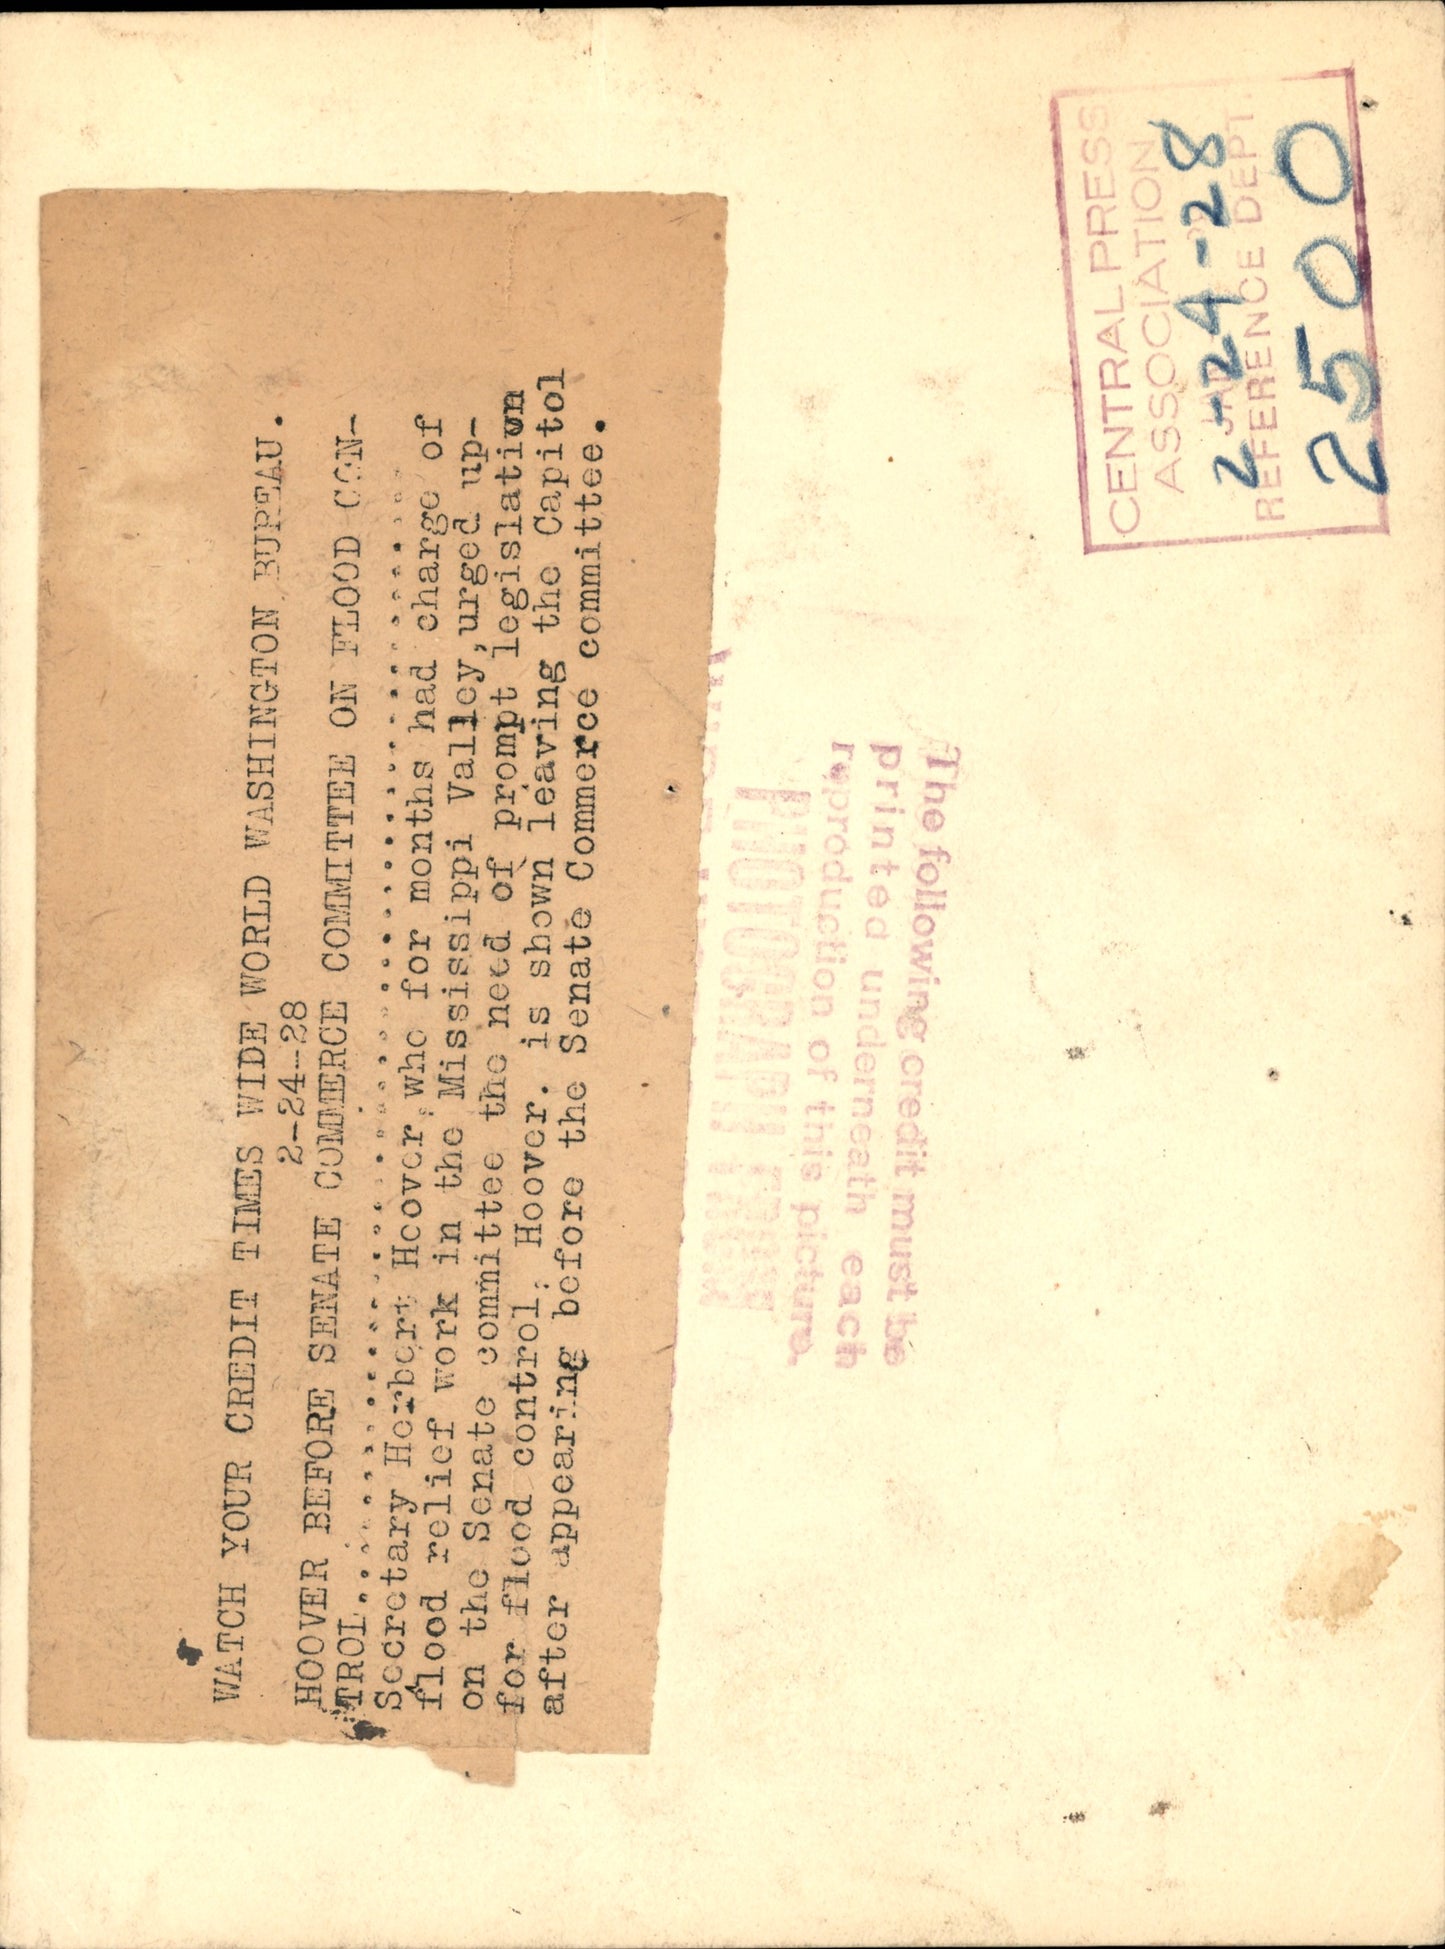 WATCH YOUR CREDIT TIMES WIDE WORLD WASHINGTON BUREAU.
2-24-28
HOOVER BEFORE SENATE COMMERCE COMMITTEE ON FLOOD CON-
TROL.
Secretary Herbert Hoover, who for months had charge of
flood relief work in the Mississippi Valley, urged up-
on the Senate committee the need of prompt legislation
for flood control. Hoover. is shown leaving the Capitol
after appearing before the Senate Commerce committee.
The following credit must be
printed underneath each
reproduction of this picture.
PHOTOGRAPH FROM
CENTRAL PRESS
ASSOCIATION
2-24-28
REFERENCE DEPT.
2500